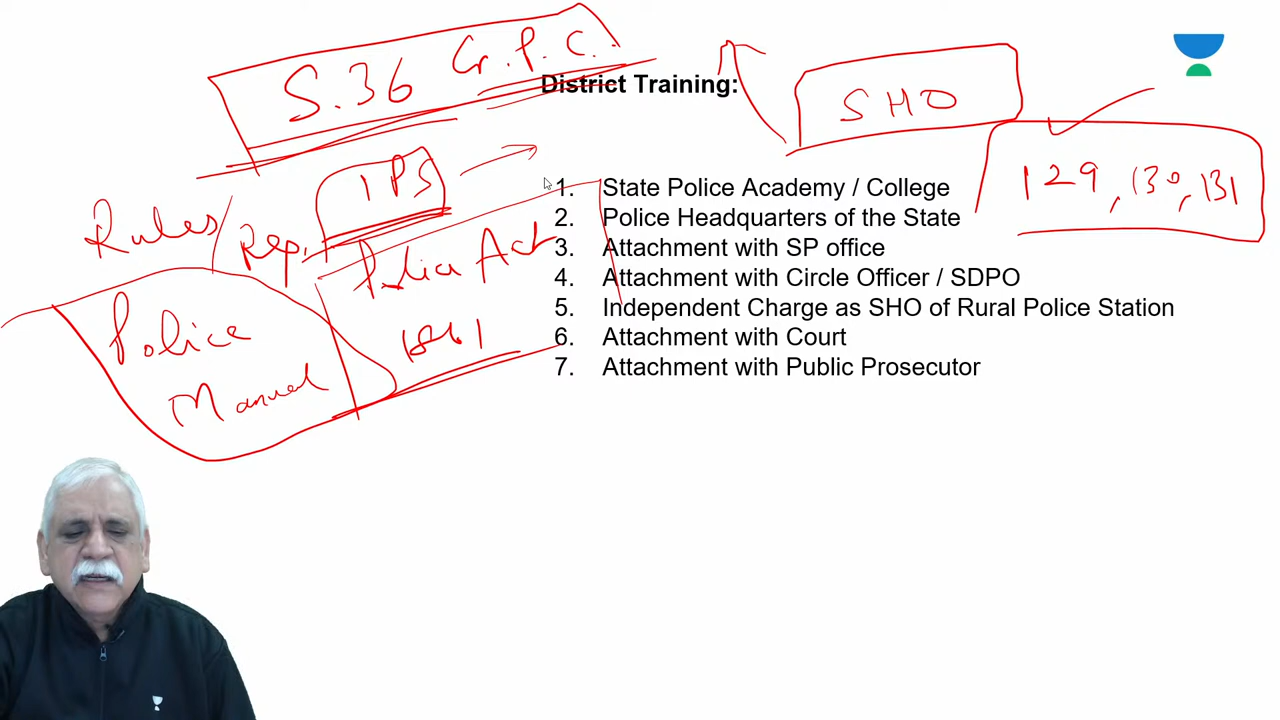 S.36 Cr.P.C.
District Training:
SHO
129, 130, 131
IPS
Rules/
Reg.
Police Act
1861
Police
Manual
1. State Police Academy / College
2. Police Headquarters of the State
3. Attachment with SP office
4. Attachment with Circle Officer / SDPO
5. Independent Charge as SHO of Rural Police Station
6. Attachment with Court
7. Attachment with Public Prosecutor